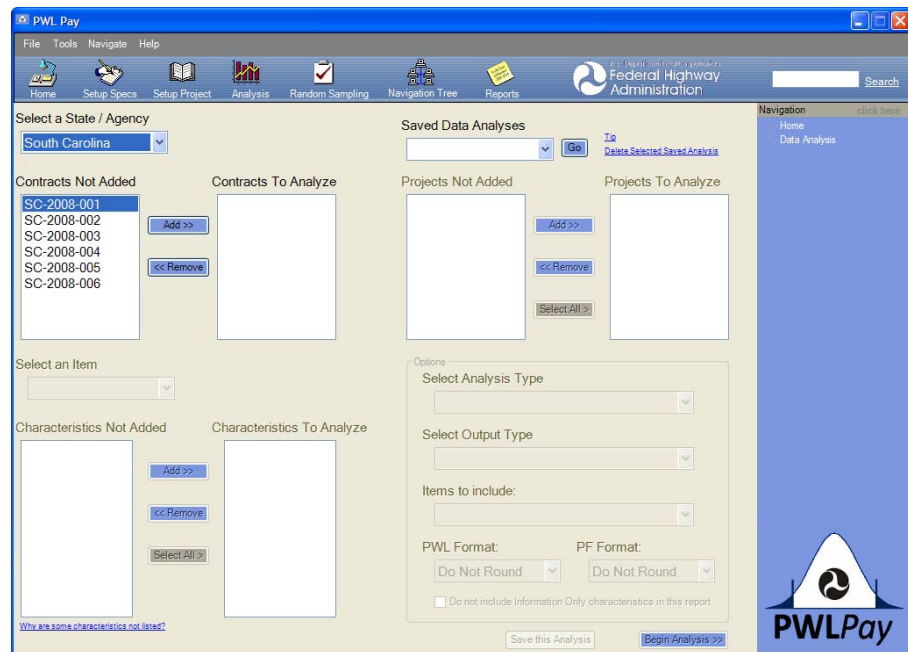 PWL Pay
File Tools Navigate Help
Home Setup Specs Setup Project Analysis Random Sampling Navigation Tree Reports
Federal Highway
Administration
Search
Select a State / Agency
South Carolina
Saved Data Analyses
Go
Tip
Delete Selected Saved Analysis
Navigation click here
Home
Data Analysis
Contracts Not Added
Contracts To Analyze
SC-2008-001
SC-2008-002
SC-2008-003
SC-2008-004
SC-2008-005
SC-2008-006
Add >>
<< Remove
Projects Not Added
Projects To Analyze
Add >>
<< Remove
Select All >
Select an Item
Characteristics Not Added
Characteristics To Analyze
Add >>
<< Remove
Select All >
Why are some characteristics not listed?
Options
Select Analysis Type
Select Output Type
Items to include:
PWL Format:
PF Format:
Do Not Round
Do Not Round
Do not include Information Only characteristics in this report
Save this Analysis
Begin Analysis >>
PWLPay